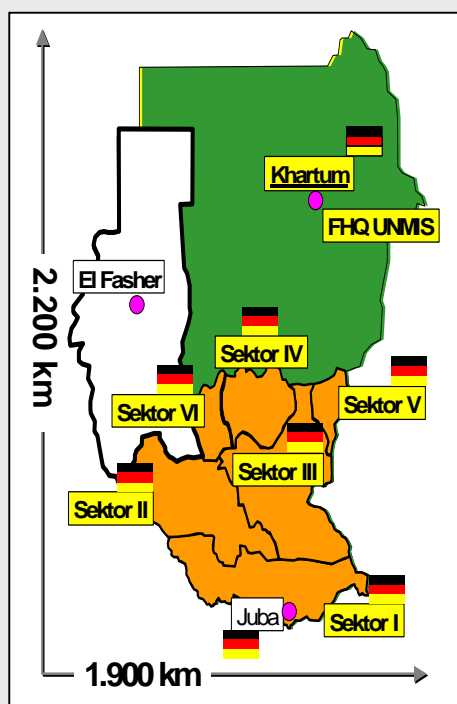 Khartum
FHQ UNMIS
El Fasher
2.200 km
Sektor IV
Sektor V
Sektor VI
Sektor III
Sektor II
Juba
Sektor I
1.900 km